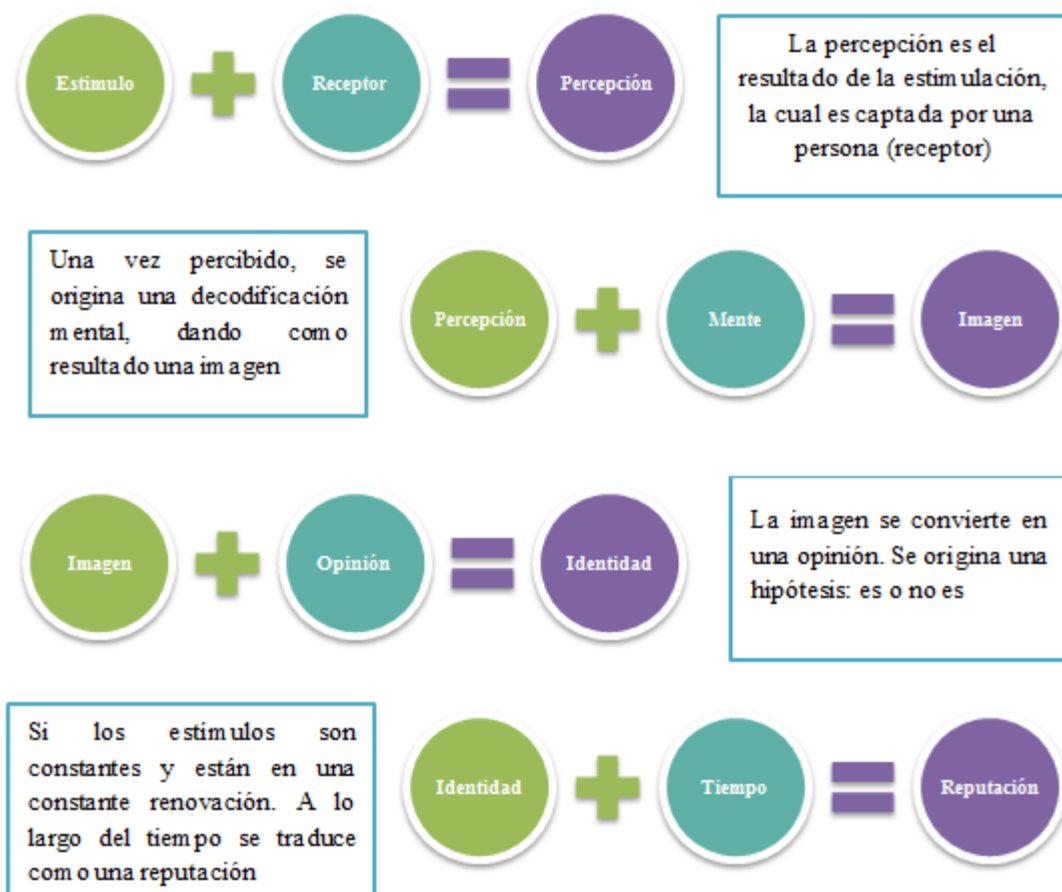 Estimulo
Receptor
Percepción
La percepción es el
resultado de la estimulación,
la cual es captada por una
persona (receptor)
Una vez percibido, se
origina una decodificación
mental, dando como
resultado una imagen
Percepción
Mente
Imagen
Imagen
Opinión
Identidad
La imagen se convierte en
una opinión. Se origina una
hipótesis: es o no es
Si los estimulos son
constantes y están en una
constante renovación. A lo
largo del tiempo se traduce
como una reputación
Identidad
Tiempo
Reputación